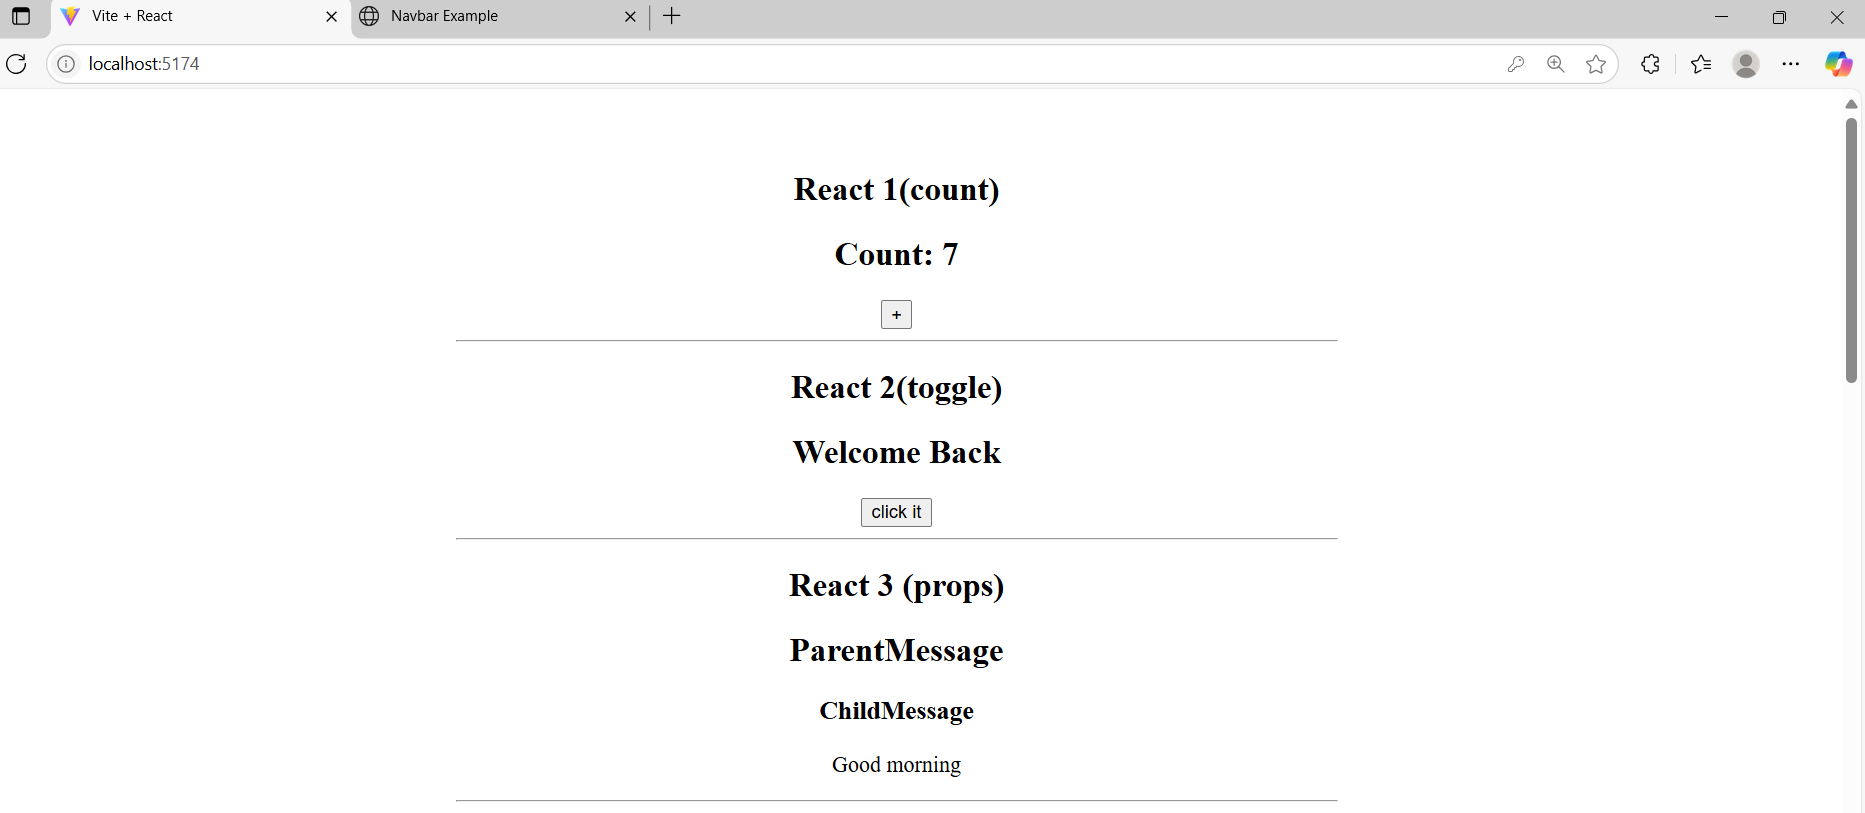 Vite + React
Navbar Example
localhost:5174
React 1(count)
Count: 7
+
React 2(toggle)
Welcome Back
click it
React 3 (props)
ParentMessage
ChildMessage
Good morning